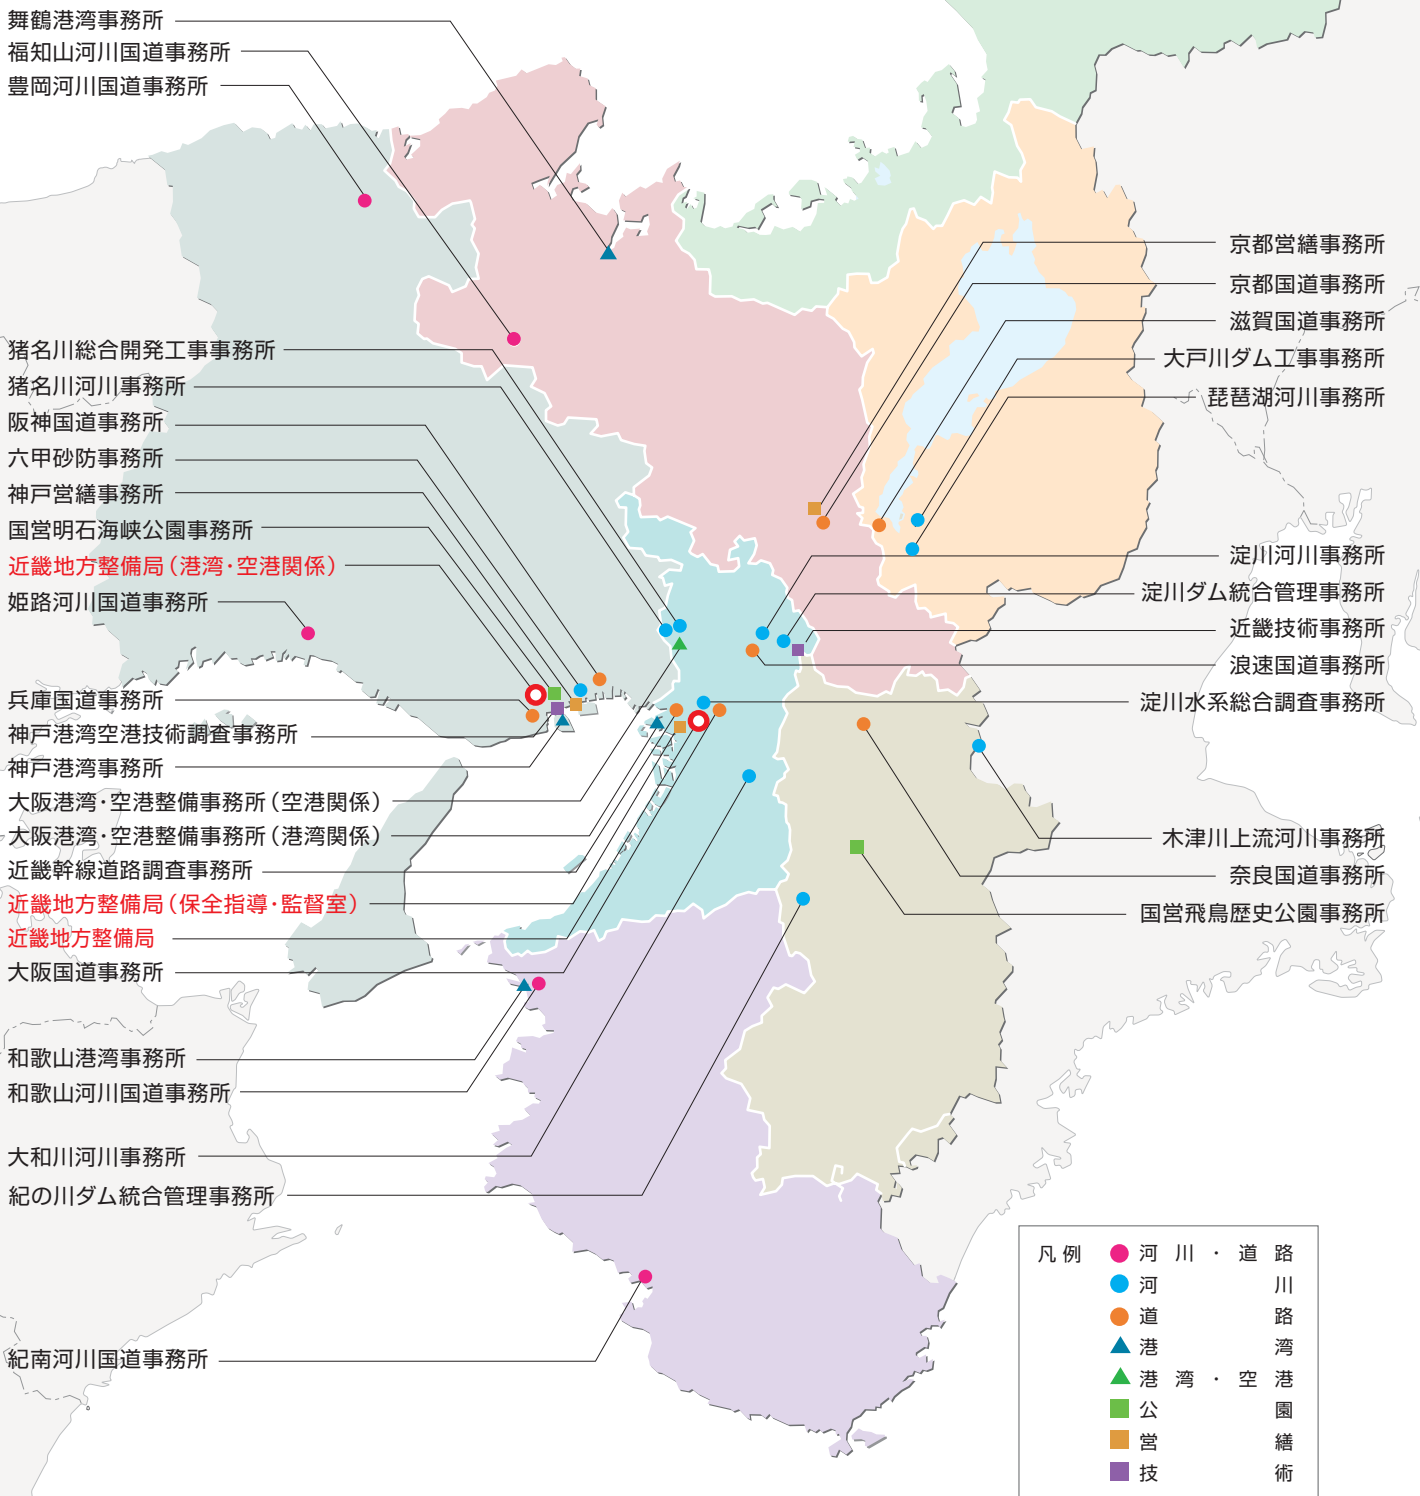 舞鶴港湾事務所
福知山河川国道事務所
豊岡河川国道事務所
猪名川総合開発工事事務所
猪名川河川事務所
阪神国道事務所
六甲砂防事務所
神戸営繕事務所
国営明石海峡公園事務所
近畿地方整備局(港湾・空港関係)
姫路河川国道事務所
兵庫国道事務所
神戸港湾空港技術調査事務所
神戸港湾事務所
大阪港湾・空港整備事務所(空港関係)
大阪港湾・空港整備事務所(港湾関係)
近畿幹線道路調査事務所
近畿地方整備局(保全指導・監督室)
近畿地方整備局
大阪国道事務所
和歌山港湾事務所
和歌山河川国道事務所
大和川河川事務所
紀の川ダム統合管理事務所
紀南河川国道事務所
京都営繕事務所
京都国道事務所
滋賀国道事務所
大戸川ダム工事事務所
琵琶湖河川事務所
淀川河川事務所
淀川ダム統合管理事務所
近畿技術事務所
浪速国道事務所
淀川水系総合調査事務所
木津川上流河川事務所
奈良国道事務所
国営飛鳥歴史公園事務所
凡例 河川・道路
河川
道路
港湾
港湾・空港
公園
営繕
技術